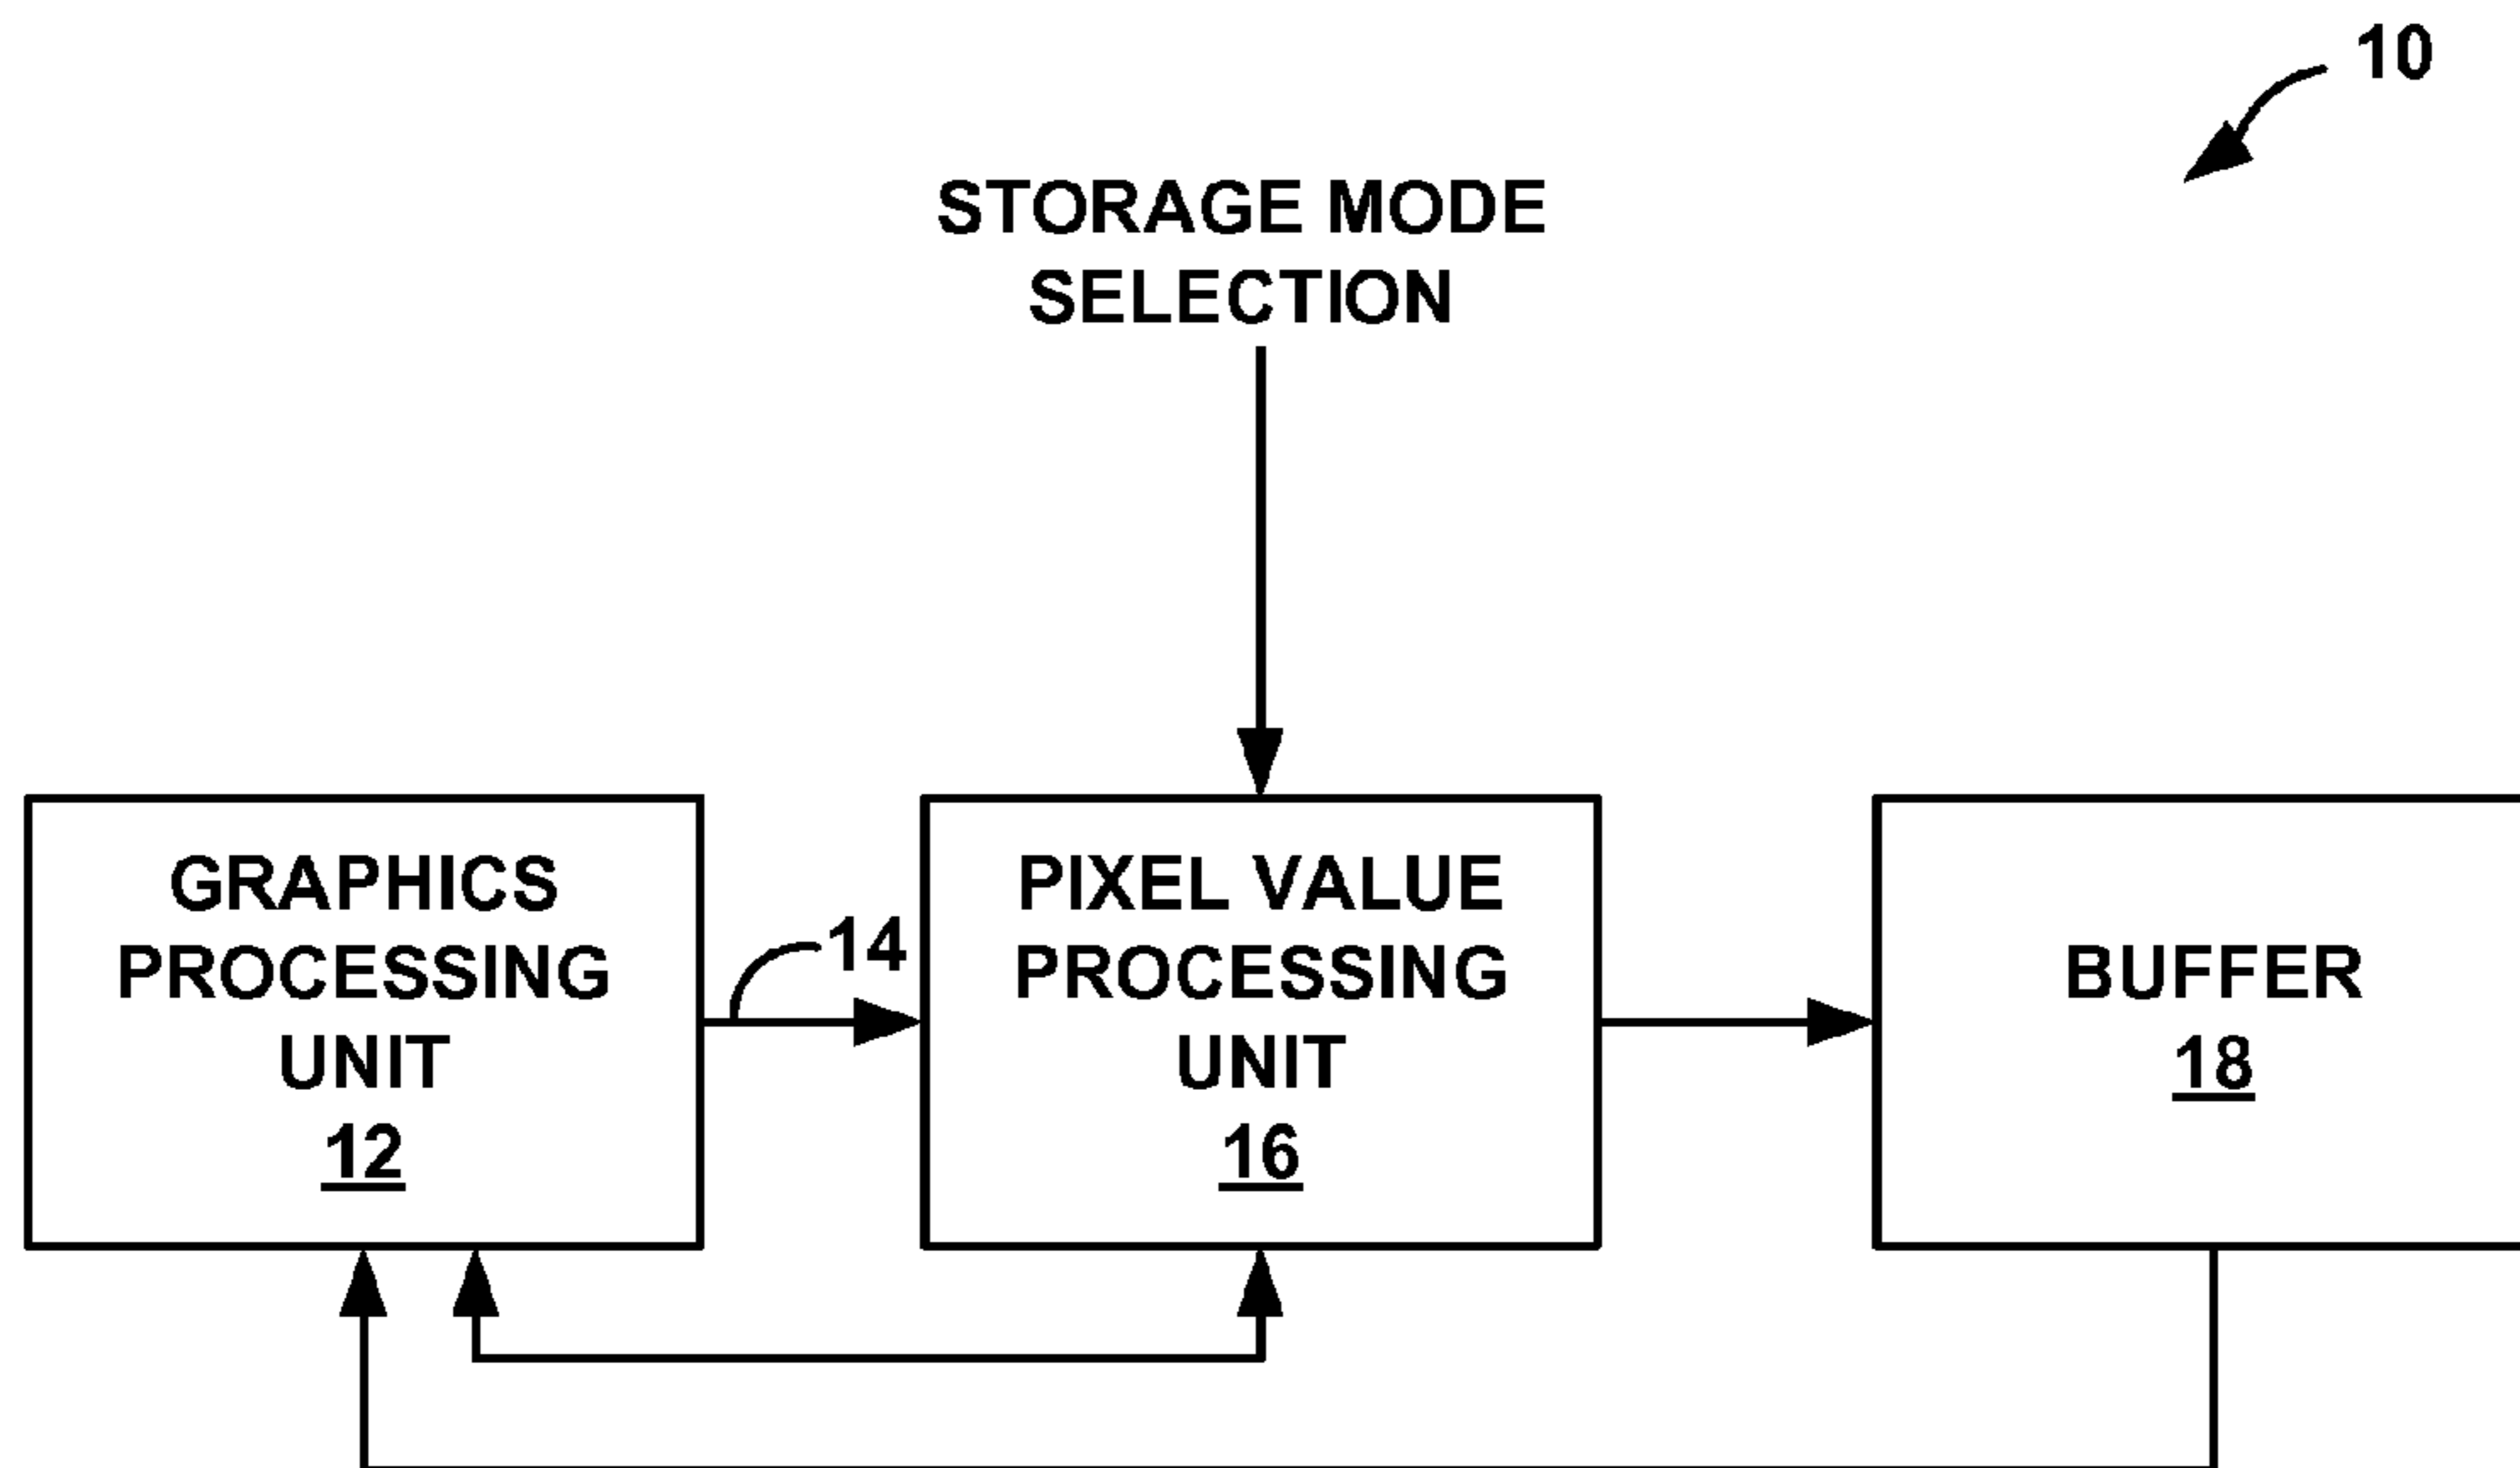 10
STORAGE MODE
SELECTION
GRAPHICS
PROCESSING
UNIT
12
14
PIXEL VALUE
PROCESSING
UNIT
16
BUFFER
18